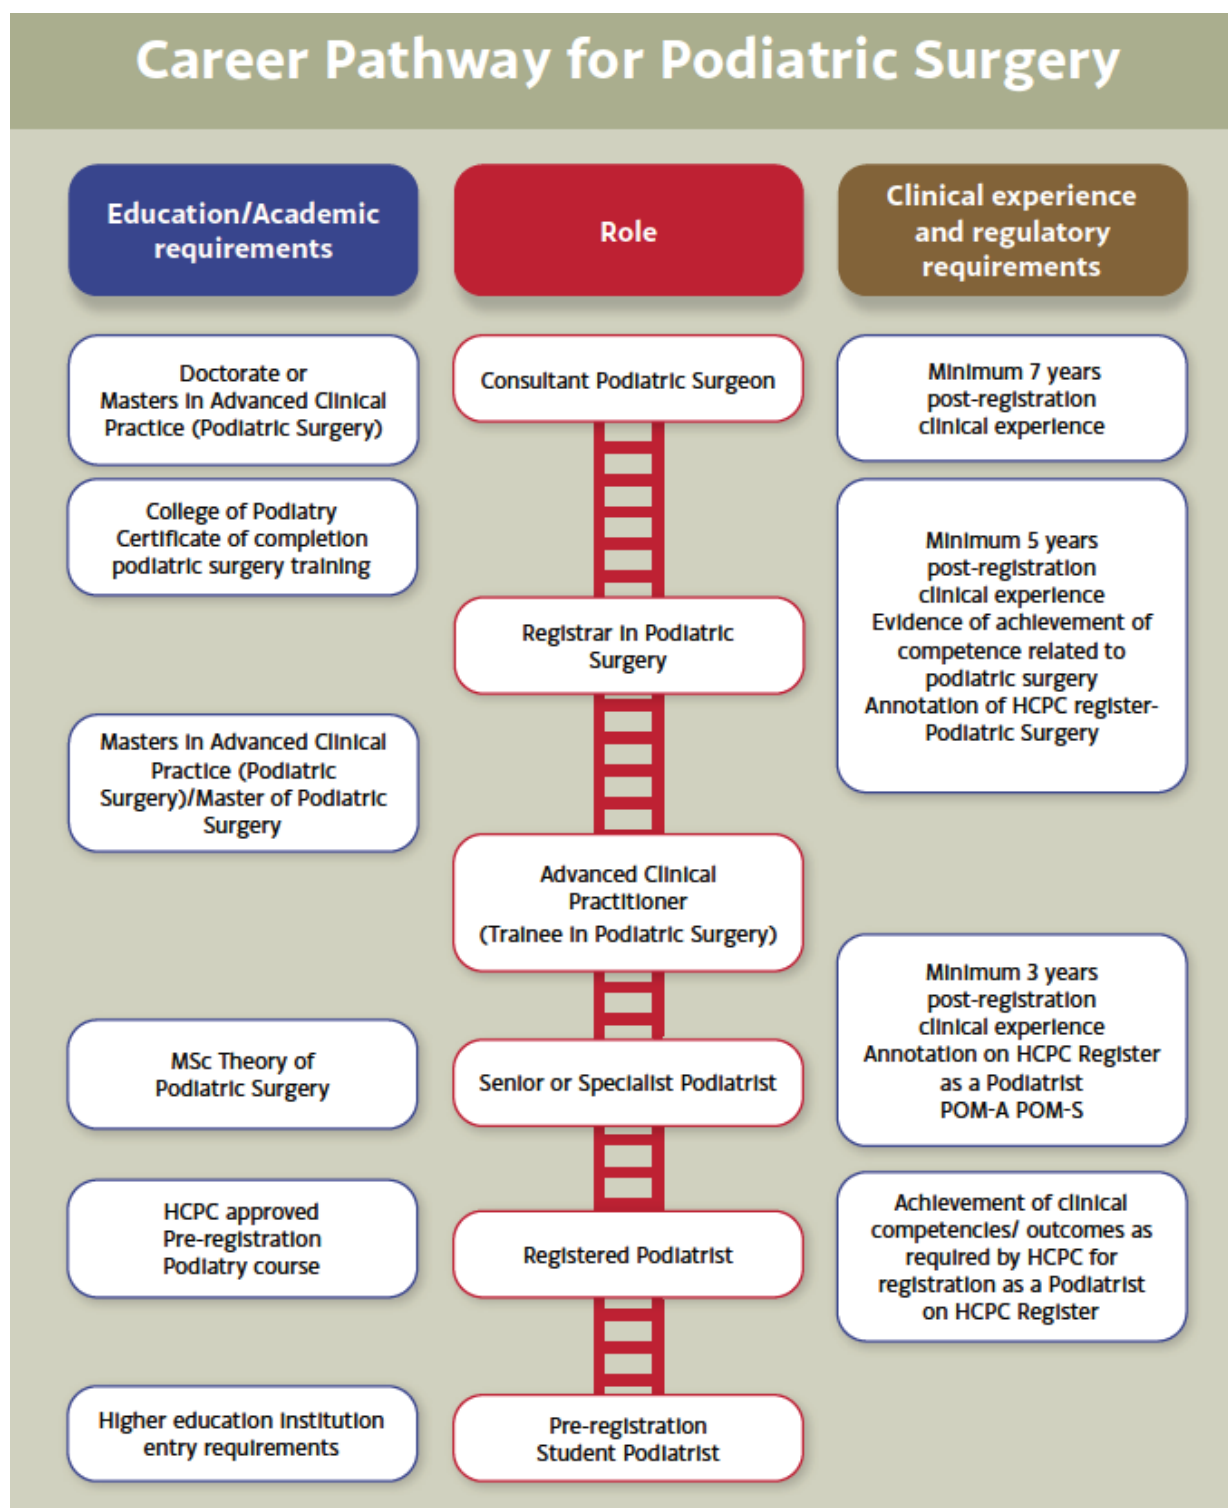 Career Pathway for Podiatric Surgery
Education/Academic
requirements
Role
Clinical experience
and regulatory
requirements
Doctorate or
Masters in Advanced Clinical
Practice (Podiatric Surgery)
Consultant Podiatric Surgeon
Minimum 7 years
post-registration
clinical experience
College of Podiatry
Certificate of completion
podiatric surgery training
Minimum 5 years
post-registration
clinical experience
Evidence of achievement of
competence related to
podiatric surgery
Annotation of HCPC register-
Podiatric Surgery
Registrar in Podiatric
Surgery
Masters in Advanced Clinical
Practice (Podiatric
Surgery)/Master of Podiatric
Surgery
Advanced Clinical
Practitioner
(Trainee in Podiatric Surgery)
Minimum 3 years
post-registration
clinical experience
Annotation on HCPC Register
as a Podiatrist
POM-A POM-S
MSc Theory of
Podiatric Surgery
Senior or Specialist Podiatrist
HCPC approved
Pre-registration
Podiatry course
Registered Podiatrist
Achievement of clinical
competencies/ outcomes as
required by HCPC for
registration as a Podiatrist
on HCPC Register
Higher education institution
entry requirements
Pre-registration
Student Podiatrist